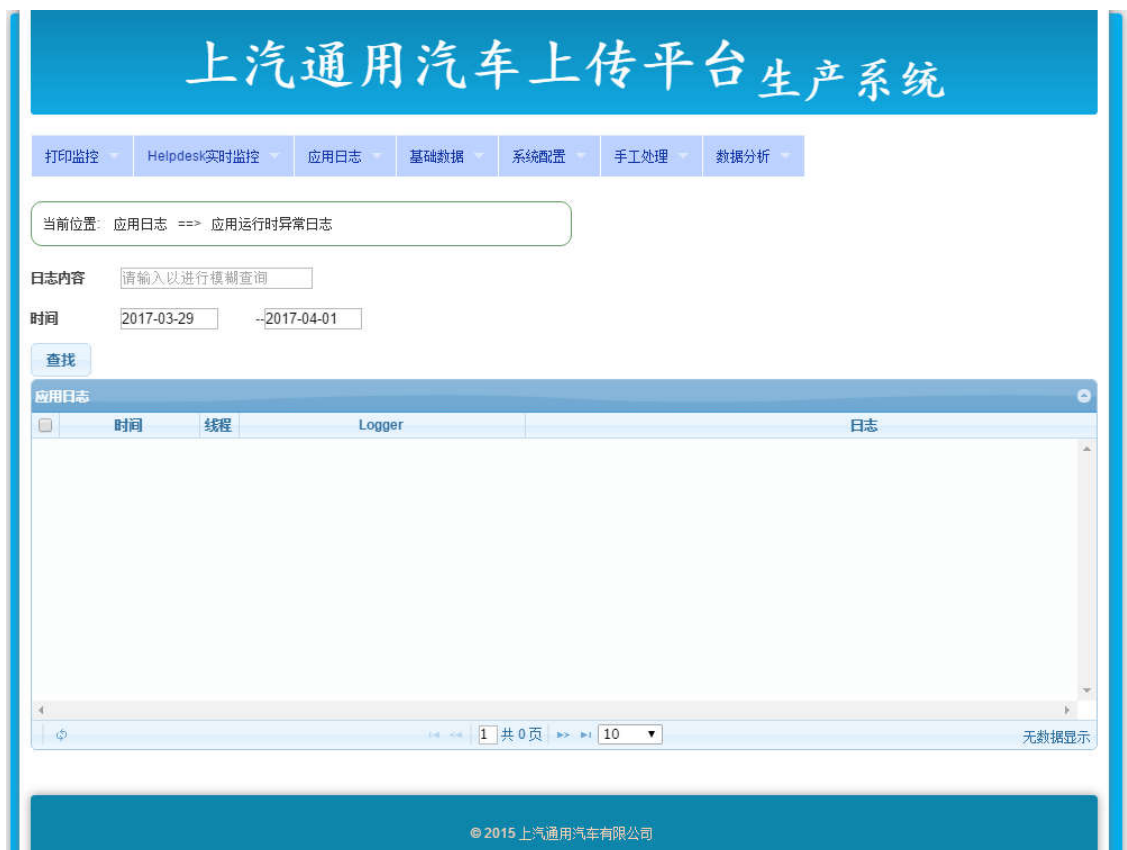 上汽通用汽车上传平台生产系统
打印监控 Helpdesk实时监控 应用日志 基础数据 系统配置 手工处理 数据分析
当前位置: 应用日志 ==> 应用运行时异常日志
日志内容 请输入以进行模糊查询
时间 2017-03-29 --2017-04-01
查找
应用日志
时间 线程 Logger 日志
1 共 0 页 10 无数据显示
© 2015 上汽通用汽车有限公司